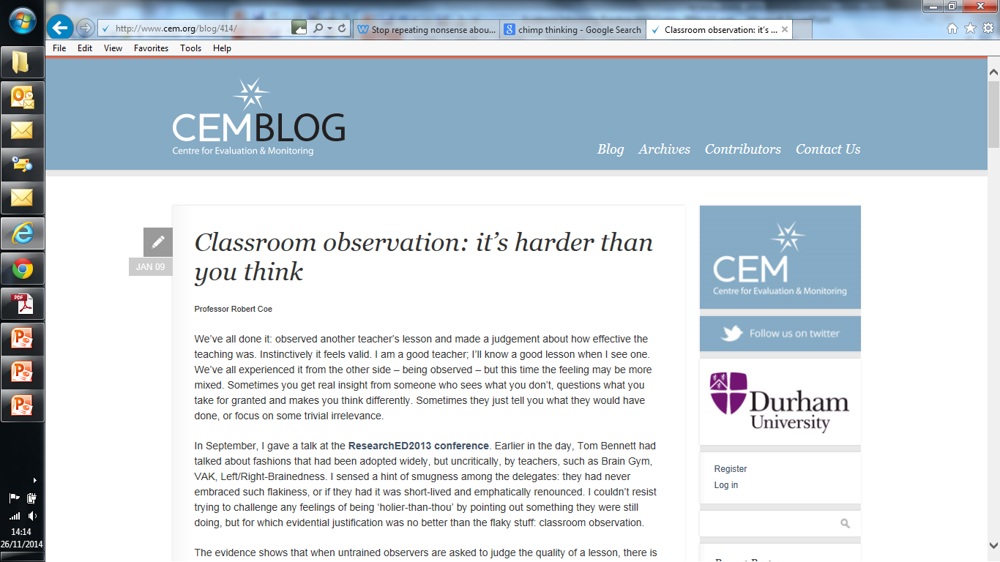 http://www.cem.org/blog/414/
Stop repeating nonsense abou...
chimp thinking - Google Search
Classroom observation: it's ...
File Edit View Favorites Tools Help
CEMBLOG
Centre for Evaluation & Monitoring
Blog Archives Contributors Contact Us
JAN 09
Classroom observation: it’s harder than
you think
Professor Robert Coe
We’ve all done it: observed another teacher’s lesson and made a judgement about how effective the
teaching was. Instinctively it feels valid. I am a good teacher; I’ll know a good lesson when I see one.
We’ve all experienced it from the other side – being observed – but this time the feeling may be more
mixed. Sometimes you get real insight from someone who sees what you don’t, questions what you
take for granted and makes you think differently. Sometimes they just tell you what they would have
done, or focus on some trivial irrelevance.
In September, I gave a talk at the ResearchED2013 conference. Earlier in the day, Tom Bennett had
talked about fashions that had been adopted widely, but uncritically, by teachers, such as Brain Gym,
VAK, Left/Right-Brainedness. I sensed a hint of smugness among the delegates: they had never
embraced such flakiness, or if they had it was short-lived and emphatically renounced. I couldn’t resist
trying to challenge any feelings of being ‘holier-than-thou’ by pointing out something they were still
doing, but for which evidential justification was no better than the flaky stuff: classroom observation.
The evidence shows that when untrained observers are asked to judge the quality of a lesson, there is
CEM
Centre for Evaluation & Monitoring
Follow us on twitter
Durham
University
Register
Log in
PDF
14:14
26/11/2014